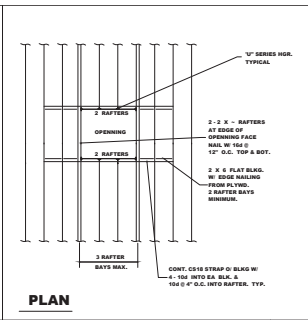 'U' SERIES HGR.
TYPICAL
2 RAFTERS
OPENNING
2 RAFTERS
2 - 2 X ~ RAFTERS
AT EDGE OF
OPENNING FACE
NAIL W/ 16d @
12" O.C. TOP & BOT.
2 X 6 FLAT BLKG.
W/ EDGE NAILING
FROM PLYWD.
2 RAFTER BAYS
MINIMUM.
3 RAFTER
BAYS MAX.
CONT. CS18 STRAP O/ BLKG W/
4 - 10d INTO EA BLK. &
10d @ 4" O.C. INTO RAFTER. TYP.
PLAN